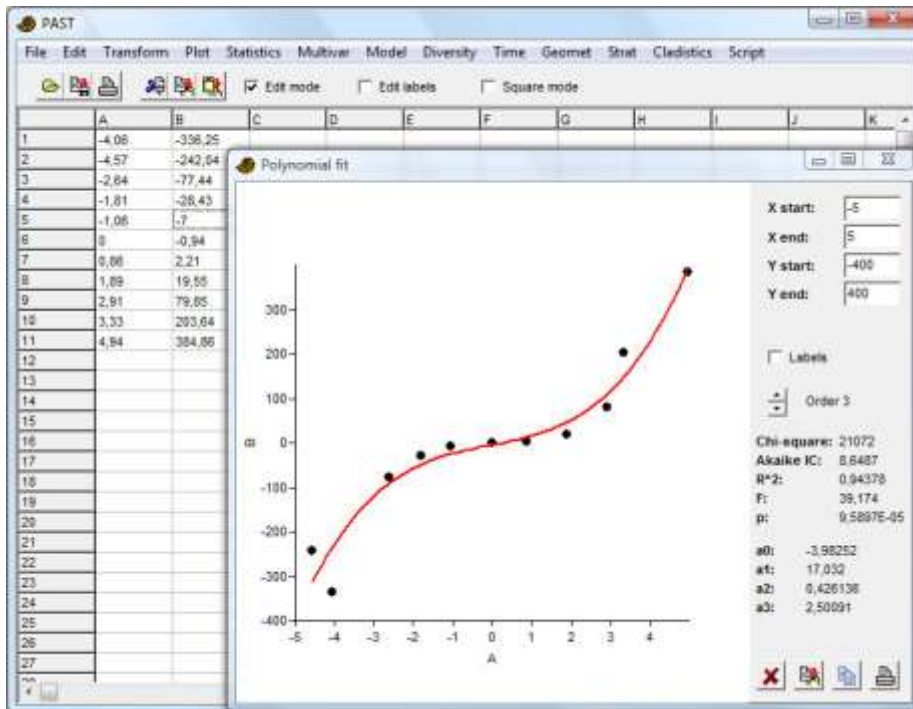 PAST
File Edit Transform Plot Statistics Multivar Model Diversity Time Geomet Strat Cladistics Script
Edit mode Edit labels Square mode
A B C D E F G H I J K
1 -4,06 -336,25
2 -4,57 -242,64
3 -2,64 -77,44
4 -1,81 -28,43
5 -1,06 -7
6 0 -0,94
7 0,86 2,21
8 1,89 19,55
9 2,91 79,85
10 3,33 203,64
11 4,94 384,86
12
13
14
15
16
17
18
19
20
21
22
23
24
25
26
27
Polynomial fit
X start: -5
X end: 5
Y start: -400
Y end: 400
Labels
Order 3
Chi-square: 21072
Akaike IC: 8,6487
R^2: 0,94378
F: 39,174
p: 9,5897E-05
a0: -3,98252
a1: 17,032
a2: 0,426136
a3: 2,50091
300
200
100
0
-100
-200
-300
-400
-5 -4 -3 -2 -1 0 1 2 3 4
B
A